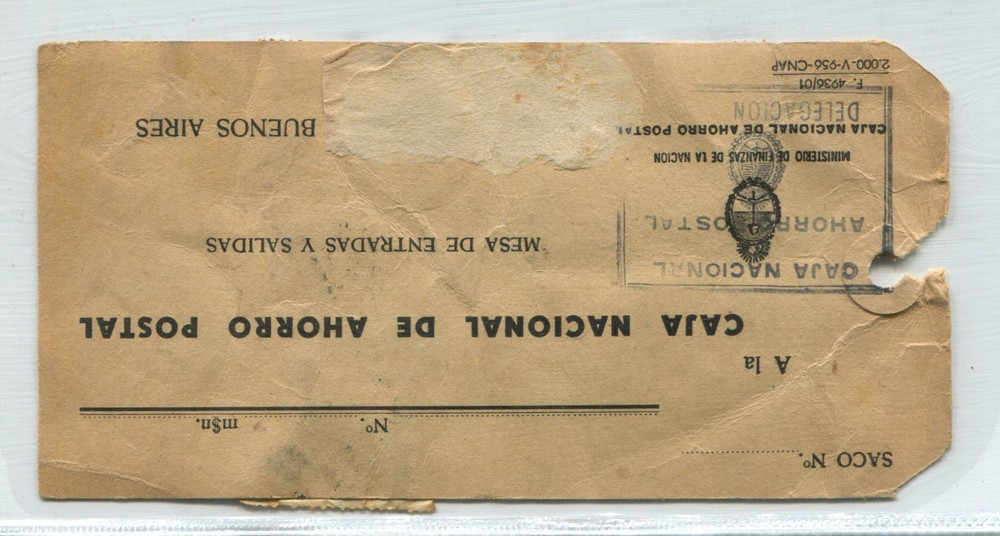 SACO Nº.
Nº. m$n.
A la
CAJA NACIONAL DE AHORRO POSTAL
MESA DE ENTRADAS Y SALIDAS
BUENOS AIRES
CAJA NACIONAL
AHORRO POSTAL
DELEGACION
MINISTERIO DE FINANZAS DE LA NACION
CAJA NACIONAL DE AHORRO POSTAL
F. 4936/01
2.000-V-956-CNAP